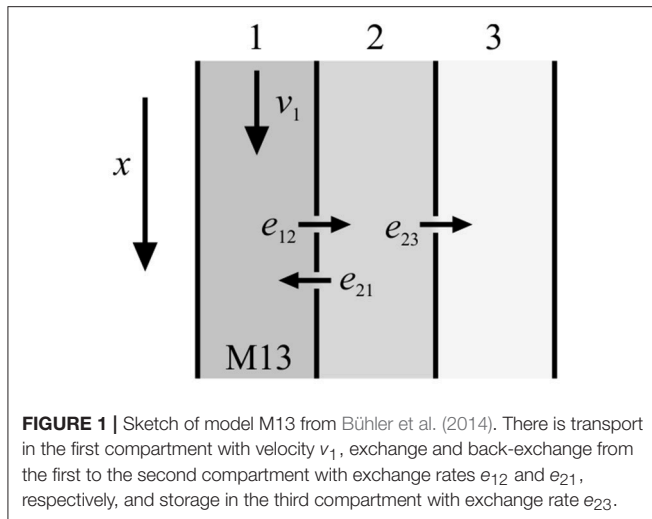 1 2 3
v1
x
e12 e23
e21
M13
FIGURE 1 | Sketch of model M13 from Bühler et al. (2014). There is transport
in the first compartment with velocity v1, exchange and back-exchange from
the first to the second compartment with exchange rates e12 and e21,
respectively, and storage in the third compartment with exchange rate e23.